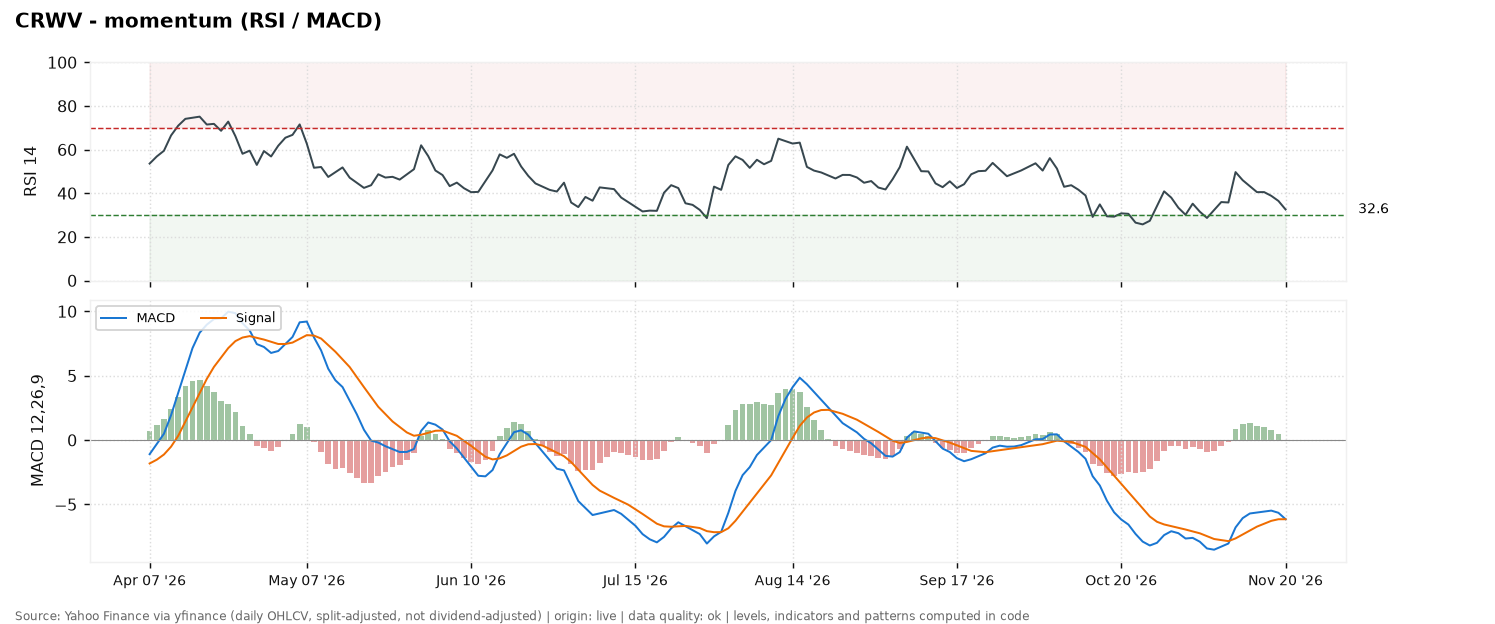 CRWV - momentum (RSI / MACD)
100
80
60
40
20
0
RSI 14
32.6
MACD Signal
10
5
0
−5
MACD 12,26,9
Apr 07 '26 May 07 '26 Jun 10 '26 Jul 15 '26 Aug 14 '26 Sep 17 '26 Oct 20 '26 Nov 20 '26
Source: Yahoo Finance via yfinance (daily OHLCV, split-adjusted, not dividend-adjusted) | origin: live | data quality: ok | levels, indicators and patterns computed in code